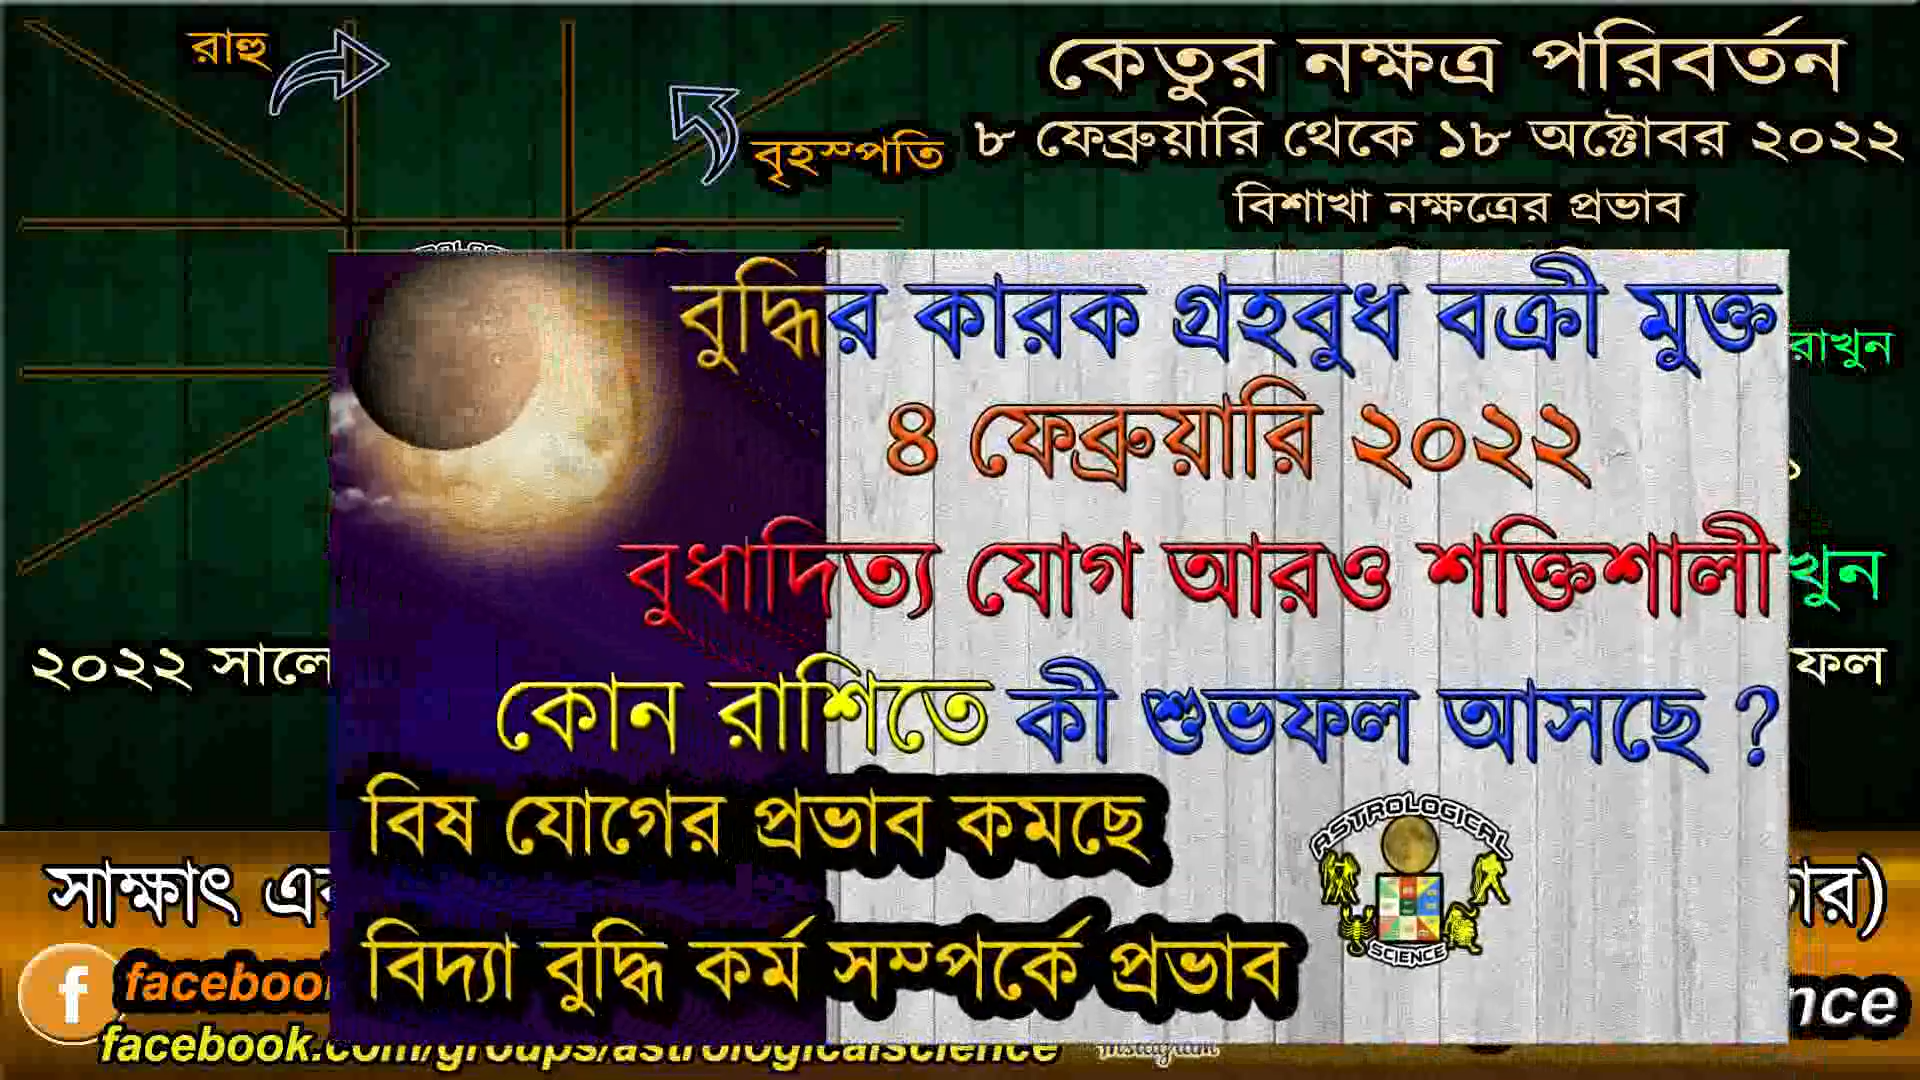 রাহু
বৃহস্পতি
কেতুর নক্ষত্র পরিবর্তন
৮ ফেব্রুয়ারি থেকে ১৮ অক্টোবর ২০২২
বিশাখা নক্ষত্রের প্রভাব
বুদ্ধির কারক গ্রহবুধ বক্রী মুক্ত
রাখুন
৪ ফেব্রুয়ারি ২০২২
বুধাদিত্য যোগ আরও শক্তিশালী
খুন
২০২২ সালে
ফল
কোন রাশিতে কী শুভফল আসছে ?
বিষ যোগের প্রভাব কমছে
ASTROLOGICAL
SCIENCE
সাক্ষাৎ
বিদ্যা বুদ্ধি কর্ম সম্পর্কে প্রভাব
f
nce
facebook.com/groups/astrologicalscience